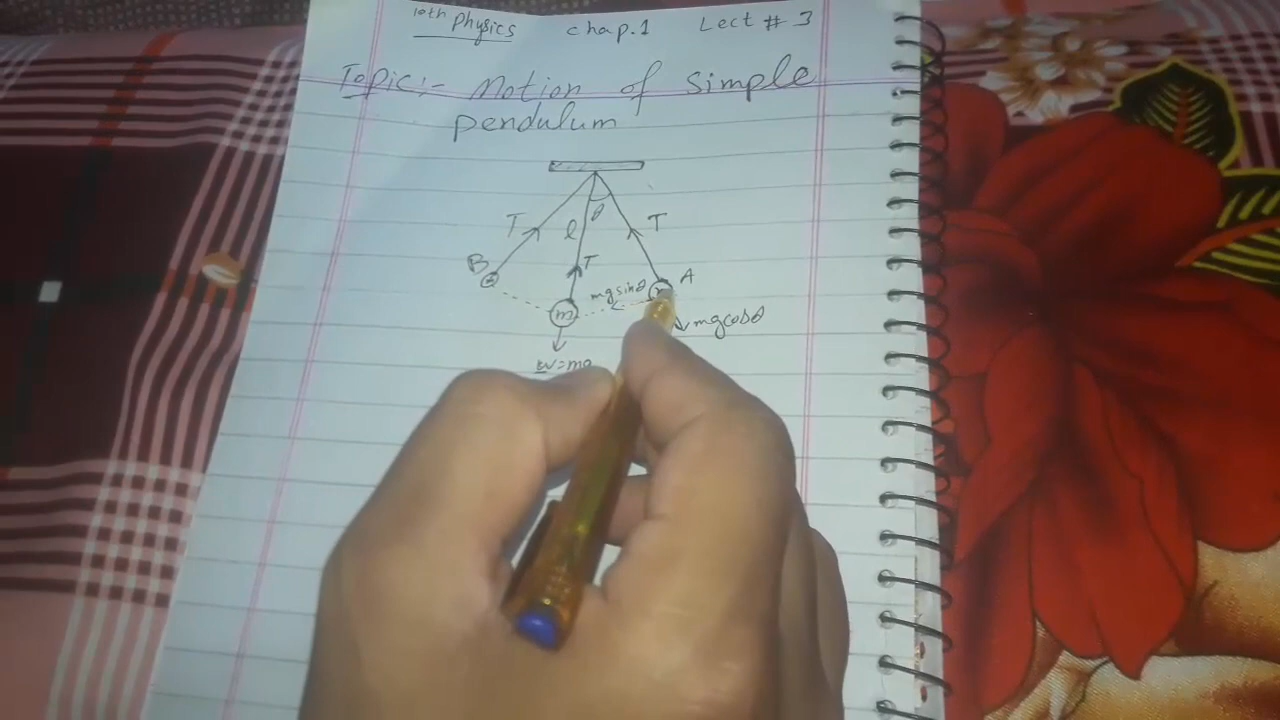 10th Physics chap.1 Lect # 3
Topic:- Motion of simple
pendulum
θ
T l T
T
B A
mgsinθ
m
mgcosθ
w=mg